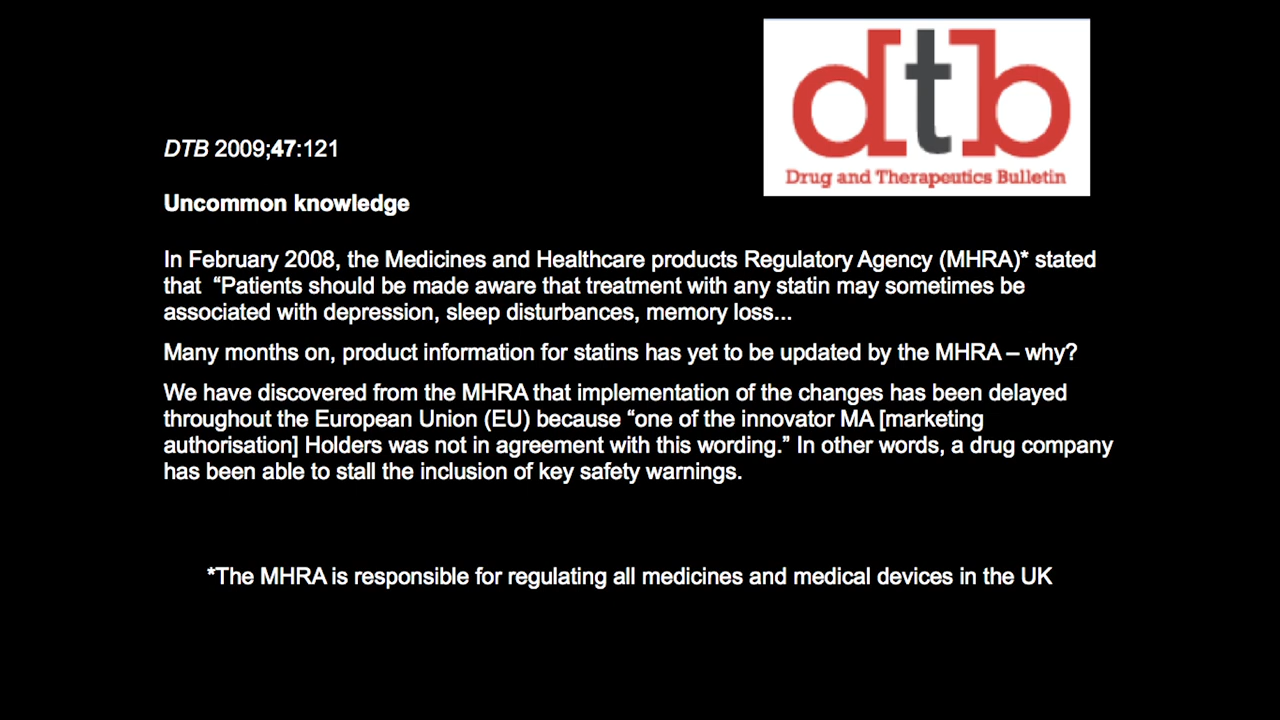 dtb
Drug and Therapeutics Bulletin
DTB 2009;47:121
Uncommon knowledge
In February 2008, the Medicines and Healthcare products Regulatory Agency (MHRA)* stated
that “Patients should be made aware that treatment with any statin may sometimes be
associated with depression, sleep disturbances, memory loss...
Many months on, product information for statins has yet to be updated by the MHRA – why?
We have discovered from the MHRA that implementation of the changes has been delayed
throughout the European Union (EU) because “one of the innovator MA [marketing
authorisation] Holders was not in agreement with this wording.” In other words, a drug company
has been able to stall the inclusion of key safety warnings.
*The MHRA is responsible for regulating all medicines and medical devices in the UK